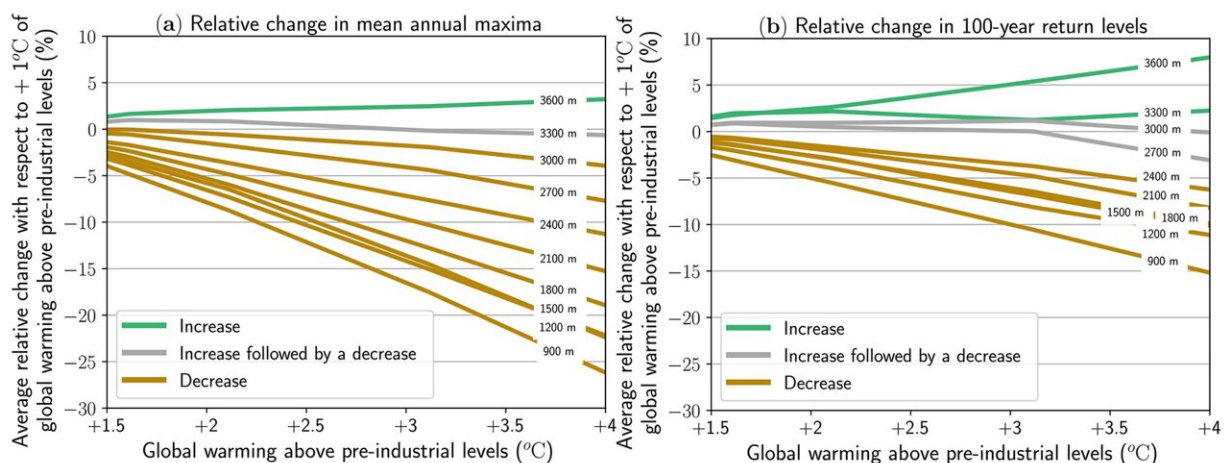 (a) Relative change in mean annual maxima
Average relative change with respect to + 1°C of
global warming above pre-industrial levels (%)
10
5
0
−5
−10
−15
−20
−25
−30
3600 m
3300 m
3000 m
2700 m
2400 m
2100 m
1800 m
1500 m
1200 m
900 m
Increase
Increase followed by a decrease
Decrease
+1.5
+2
+2.5
+3
+3.5
+4
Global warming above pre-industrial levels (°C)
(b) Relative change in 100-year return levels
Average relative change with respect to + 1°C of
global warming above pre-industrial levels (%)
10
5
0
−5
−10
−15
−20
−25
−30
3600 m
3300 m
3000 m
2700 m
2400 m
2100 m
1500 m
1800 m
1200 m
900 m
Increase
Increase followed by a decrease
Decrease
+1.5
+2
+2.5
+3
+3.5
+4
Global warming above pre-industrial levels (°C)